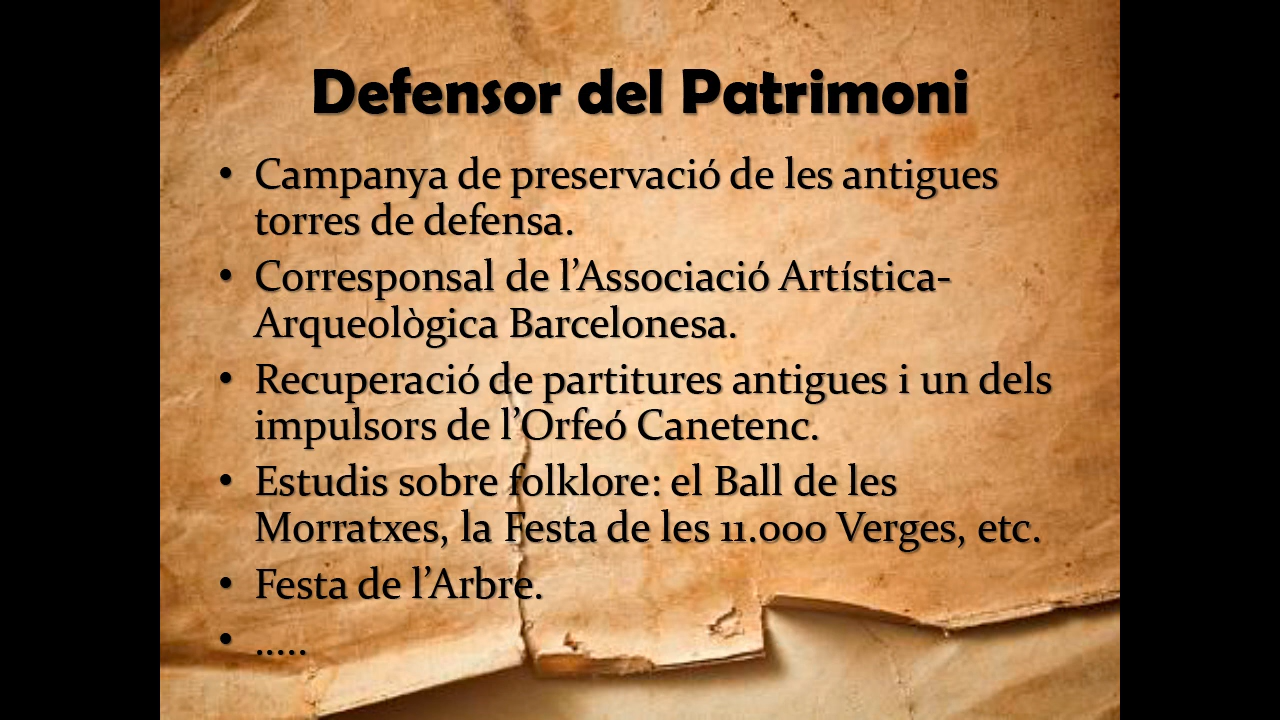 Defensor del Patrimoni
• Campanya de preservació de les antigues
torres de defensa.
• Corresponsal de l’Associació Artística-
Arqueològica Barcelonesa.
• Recuperació de partitures antigues i un dels
impulsors de l’Orfeó Canetenc.
• Estudis sobre folklore: el Ball de les
Morratxes, la Festa de les 11.000 Verges, etc.
• Festa de l’Arbre.
• .....